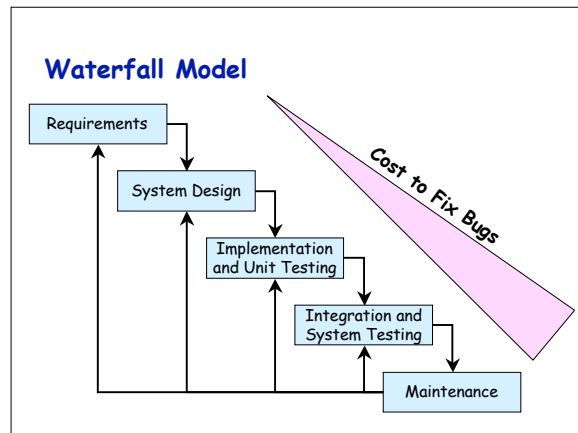 Waterfall Model
Requirements
Cost to Fix Bugs
System Design
Implementation
and Unit Testing
Integration and
System Testing
Maintenance